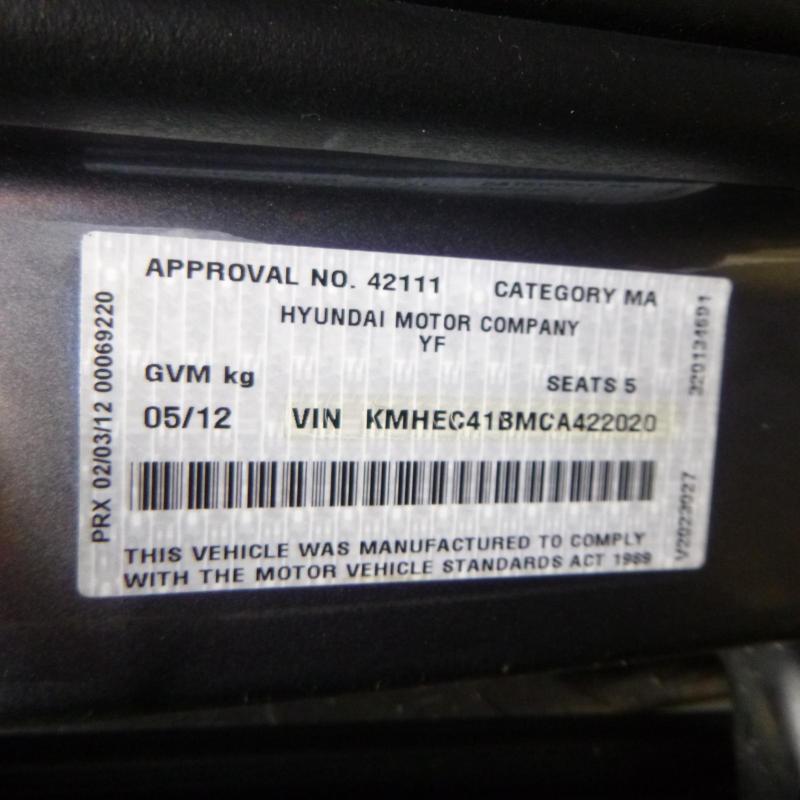 APPROVAL NO. 42111 CATEGORY MA
HYUNDAI MOTOR COMPANY
YF
GVM kg SEATS 5
05/12 VIN KMHEC41BMCA422020
THIS VEHICLE WAS MANUFACTURED TO COMPLY
WITH THE MOTOR VEHICLE STANDARDS ACT 1989
PRX 02/03/12 00069220